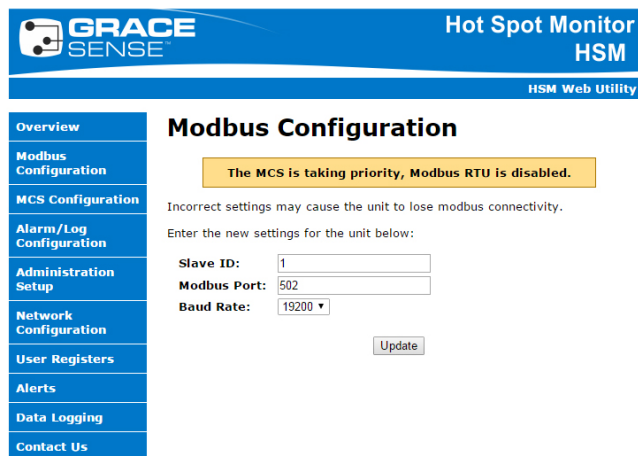 GRACE
SENSE™
Hot Spot Monitor
HSM
HSM Web Utility
Overview
Modbus
Configuration
MCS Configuration
Alarm/Log
Configuration
Administration
Setup
Network
Configuration
User Registers
Alerts
Data Logging
Contact Us
Modbus Configuration
The MCS is taking priority, Modbus RTU is disabled.
Incorrect settings may cause the unit to lose modbus connectivity.
Enter the new settings for the unit below:
Slave ID: 1
Modbus Port: 502
Baud Rate: 19200
Update